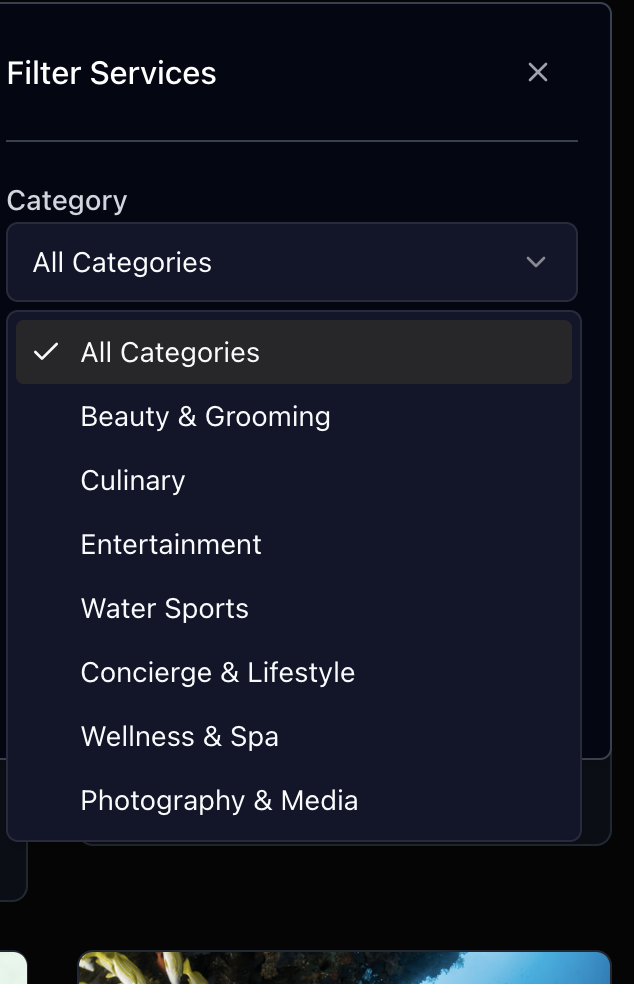 Filter Services
Category
All Categories
All Categories
Beauty & Grooming
Culinary
Entertainment
Water Sports
Concierge & Lifestyle
Wellness & Spa
Photography & Media